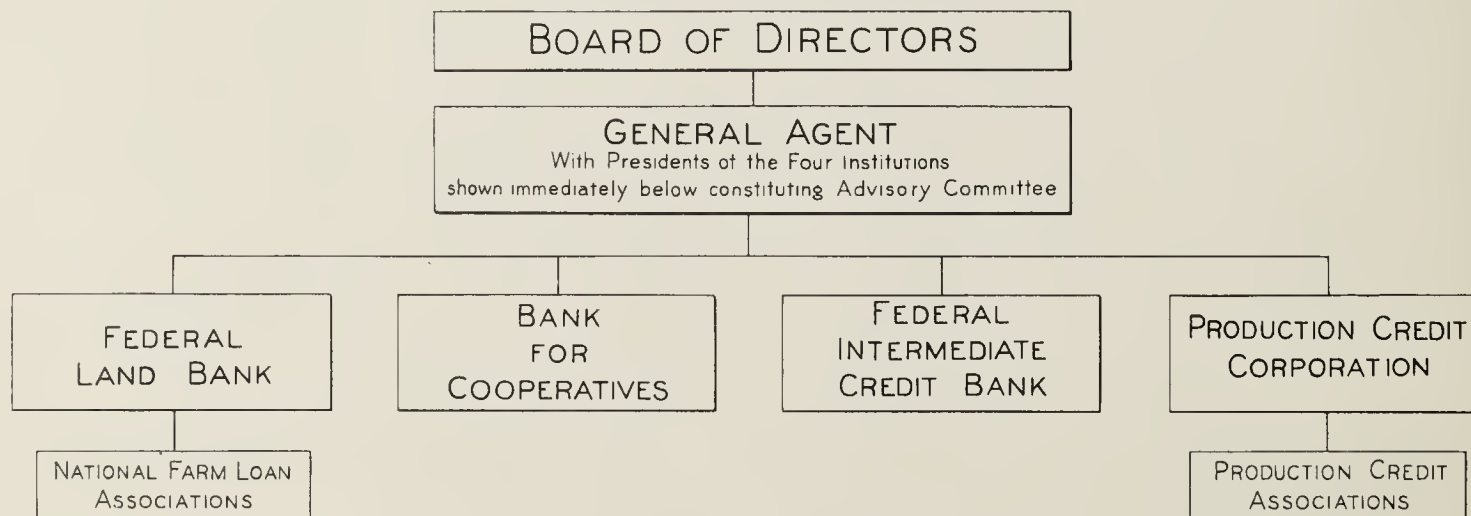 BOARD OF DIRECTORS
GENERAL AGENT
With Presidents of the Four Institutions
shown immediately below constituting Advisory Committee
FEDERAL
LAND BANK
BANK
FOR
COOPERATIVES
FEDERAL
INTERMEDIATE
CREDIT BANK
PRODUCTION CREDIT
CORPORATION
NATIONAL FARM LOAN
ASSOCIATIONS
PRODUCTION CREDIT
ASSOCIATIONS